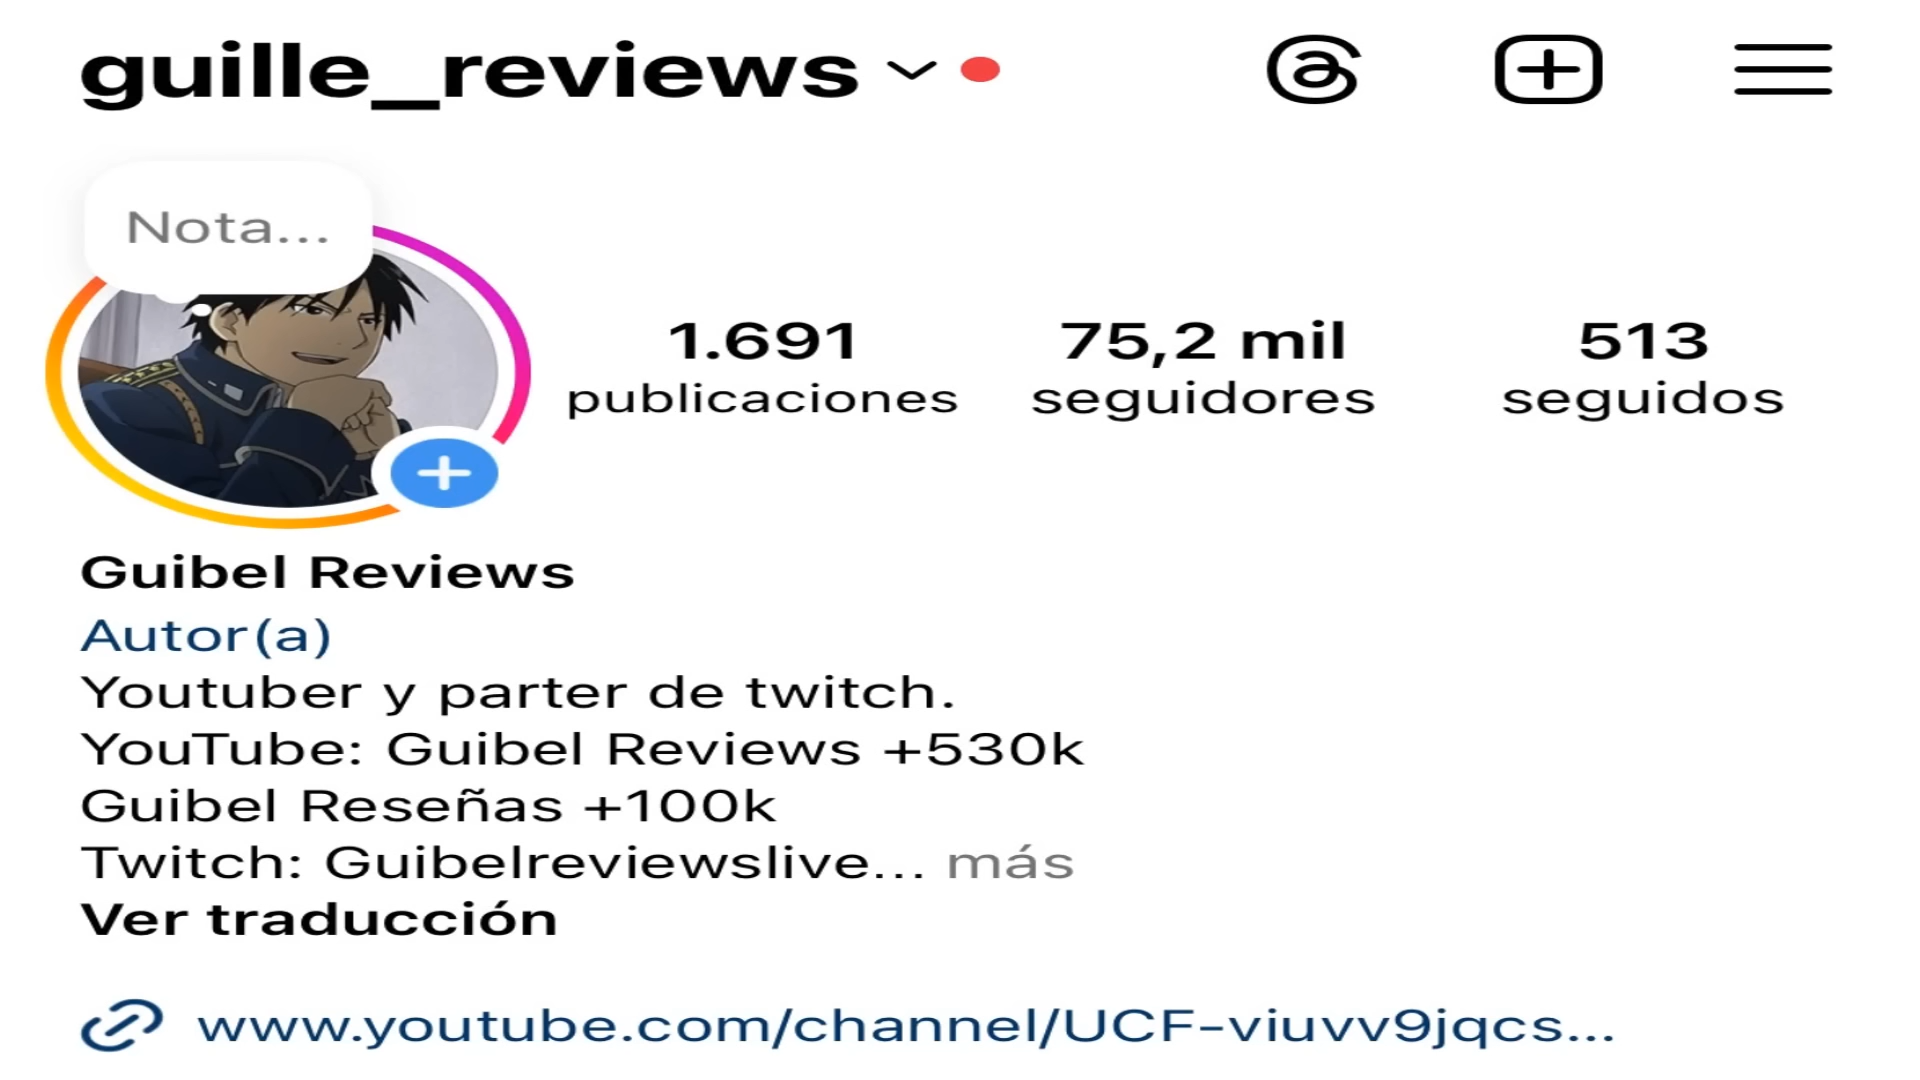 guille_reviews
Nota...
1.691 75,2 mil 513
publicaciones seguidores seguidos
Guibel Reviews
Autor(a)
Youtuber y parter de twitch.
YouTube: Guibel Reviews +530k
Guibel Reseñas +100k
Twitch: Guibelreviewslive... más
Ver traducción
www.youtube.com/channel/UCF-viuvv9jqcs...